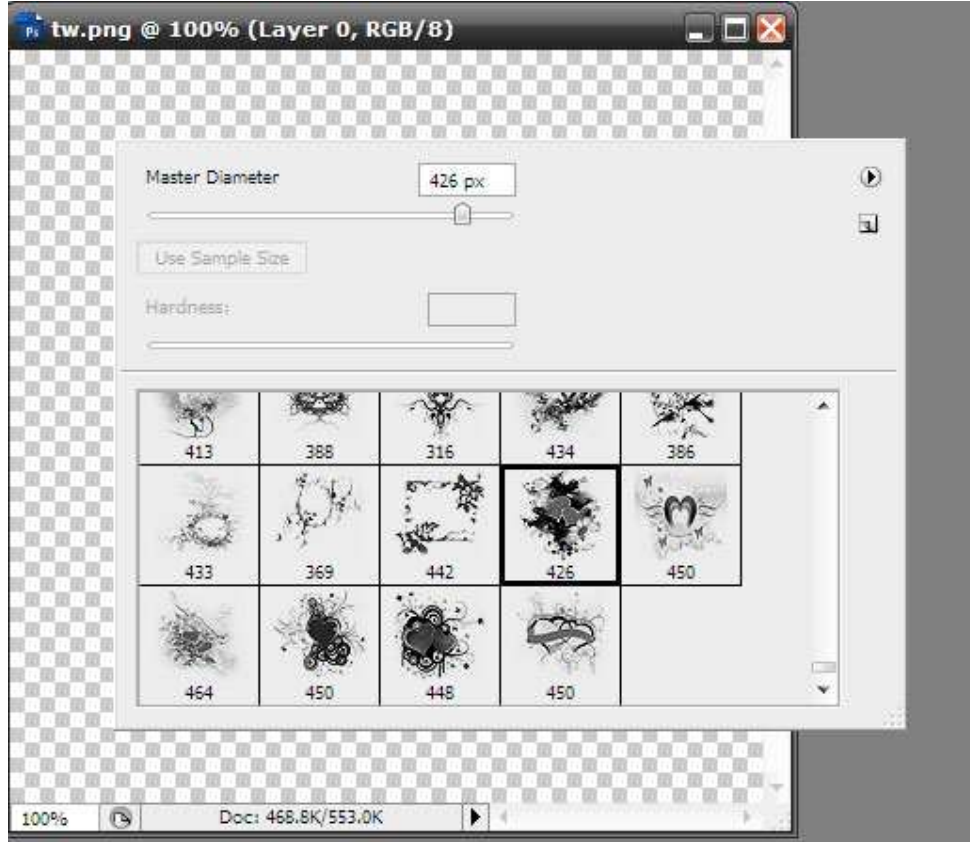 Ps tw.png @ 100% (Layer 0, RGB/8)
Master Diameter 426 px
Use Sample Size
Hardness:
413 388 316 434 386
433 369 442 426 450
464 450 448 450
100% Doc: 468.8K/553.0K